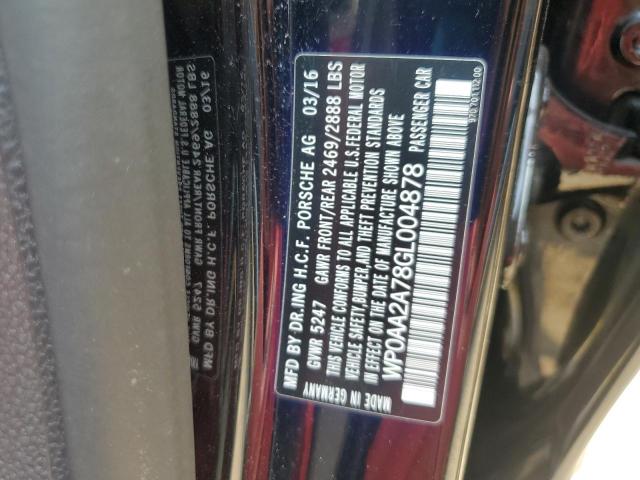 MFD BY DR.ING H.C.F. PORSCHE AG 03/16
GVWR 5247 GAWR FRONT/REAR 2469/2888 LBS
THIS VEHICLE CONFORMS TO ALL APPLICABLE U.S.FEDERAL MOTOR
VEHICLE SAFETY,BUMPER,AND THEFT PREVENTION STANDARDS
IN EFFECT ON THE DATE OF MANUFACTURE SHOWN ABOVE
WP0AA2A78GL004878 PASSENGER CAR
MADE IN GERMANY